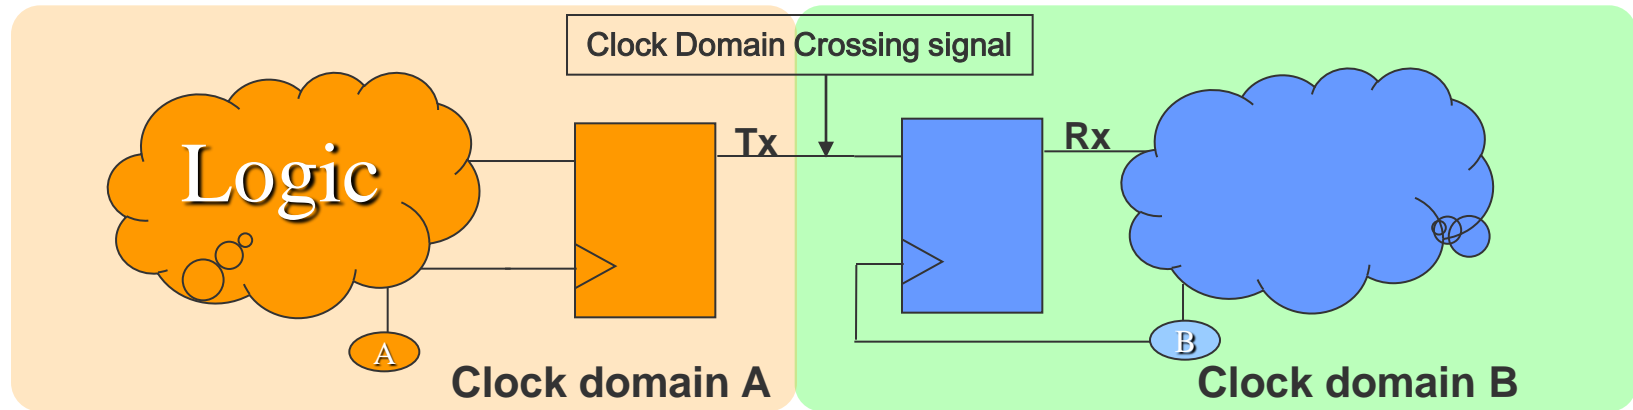 Clock Domain Crossing signal
Logic
Tx
Rx
A
B
Clock domain A
Clock domain B